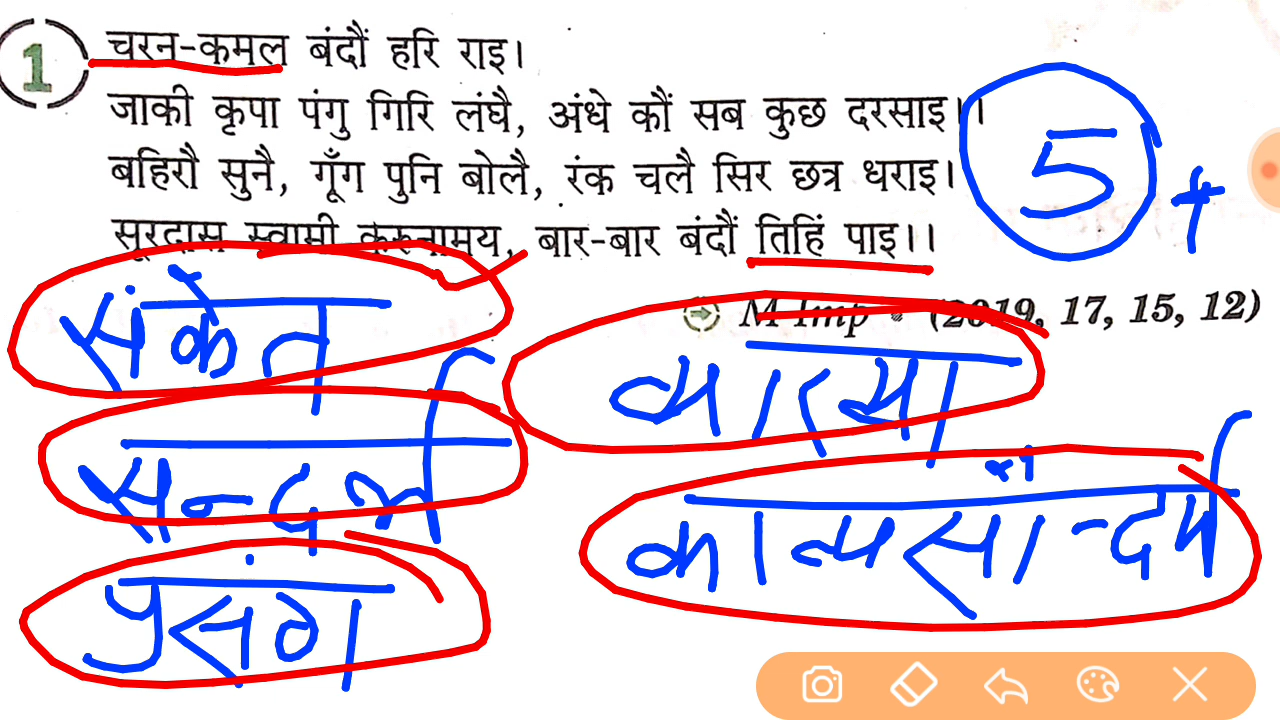 1 चरन-कमल बंदौं हरि राइ।
जाकी कृपा पंगु गिरि लंघै, अंधे कौं सब कुछ दरसाइ।।
बहिरौ सुनै, गूँग पुनि बोलै, रंक चलै सिर छत्र धराइ।
सूरदास स्वामी करुनामय, बार-बार बंदौं तिहिं पाइ।।
5 +
M Imp (2019, 17, 15, 12)
संकेत
व्याख्या
सन्दर्भ
काव्यसौन्दर्य
प्रसंग